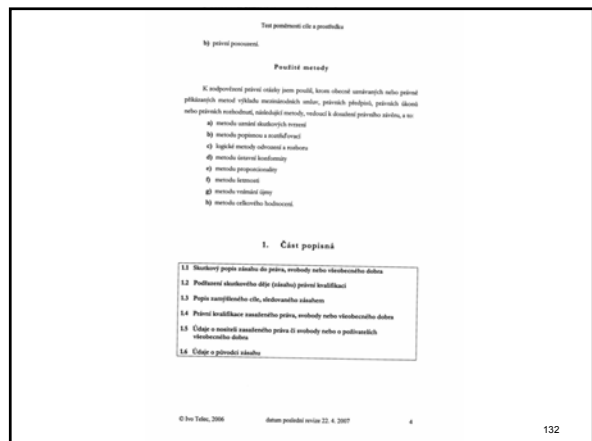 Test poměrnosti cíle a prostředku
b) právní posouzení.
Použité metody
K zodpovězení právní otázky jsem použil, krom obecně uznávaných nebo právně
přikázaných metod výkladu mezinárodních smluv, právních předpisů, právních úkonů
nebo právních rozhodnutí, následující metody, vedoucí k dosažení právního závěru, a to:
a) metodu uznání skutkových tvrzení
b) metodu popisnou a roztřiďovací
c) logické metody odvození a rozboru
d) metodu ústavní konformity
e) metodu proporcionality
f) metodu šetrnosti
g) metodu vnímání újmy
h) metodu celkového hodnocení.
1. Část popisná
1.1 Skutkový popis zásahu do práva, svobody nebo všeobecného dobra
1.2 Podřazení skutkového děje (zásahu) právní kvalifikaci
1.3 Popis zamýšleného cíle, sledovaného zásahem
1.4 Právní kvalifikace zasaženého práva, svobody nebo všeobecného dobra
1.5 Údaje o nositeli zasaženého práva či svobody nebo o poživatelích
všeobecného dobra
1.6 Údaje o původci zásahu
© Ivo Telec, 2006 datum poslední revize 22. 4. 2007 4
132